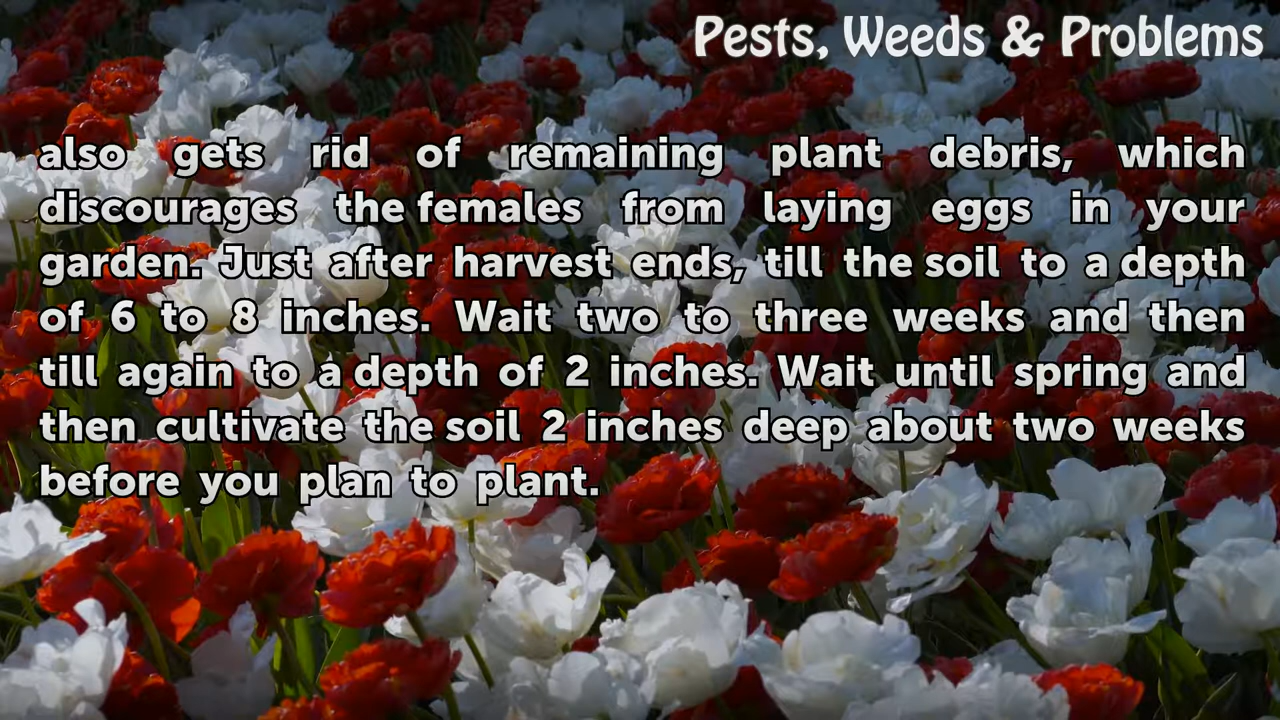 Pests, Weeds & Problems
also gets rid of remaining plant debris, which
discourages the females from laying eggs in your
garden. Just after harvest ends, till the soil to a depth
of 6 to 8 inches. Wait two to three weeks and then
till again to a depth of 2 inches. Wait until spring and
then cultivate the soil 2 inches deep about two weeks
before you plan to plant.